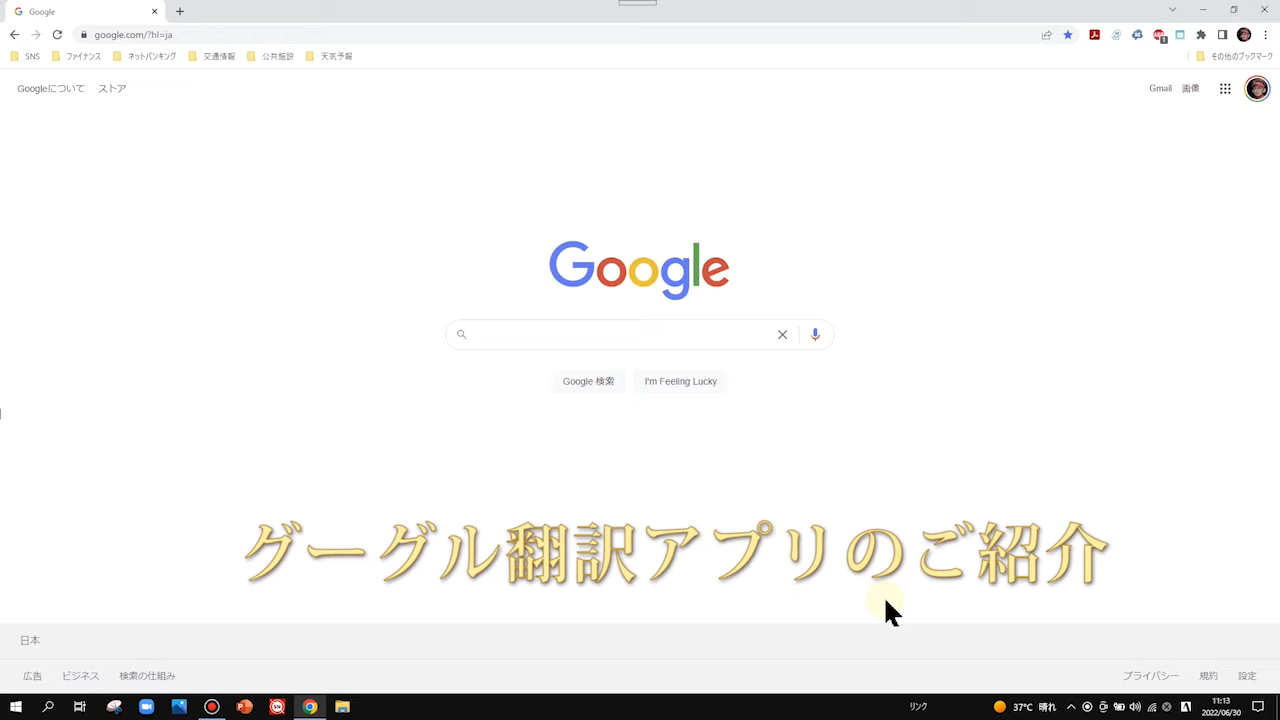 Google
google.com/?hl=ja
SNS ファイナンス ネットバンキング 交通情報 公共施設 天気予報 その他のブックマーク
Googleについて ストア Gmail 画像
Google
Google 検索 I'm Feeling Lucky
グーグル翻訳アプリのご紹介
日本
広告 ビジネス 検索の仕組み プライバシー 規約 設定
リンク 37℃ 晴れ A 11:13
2022/06/30